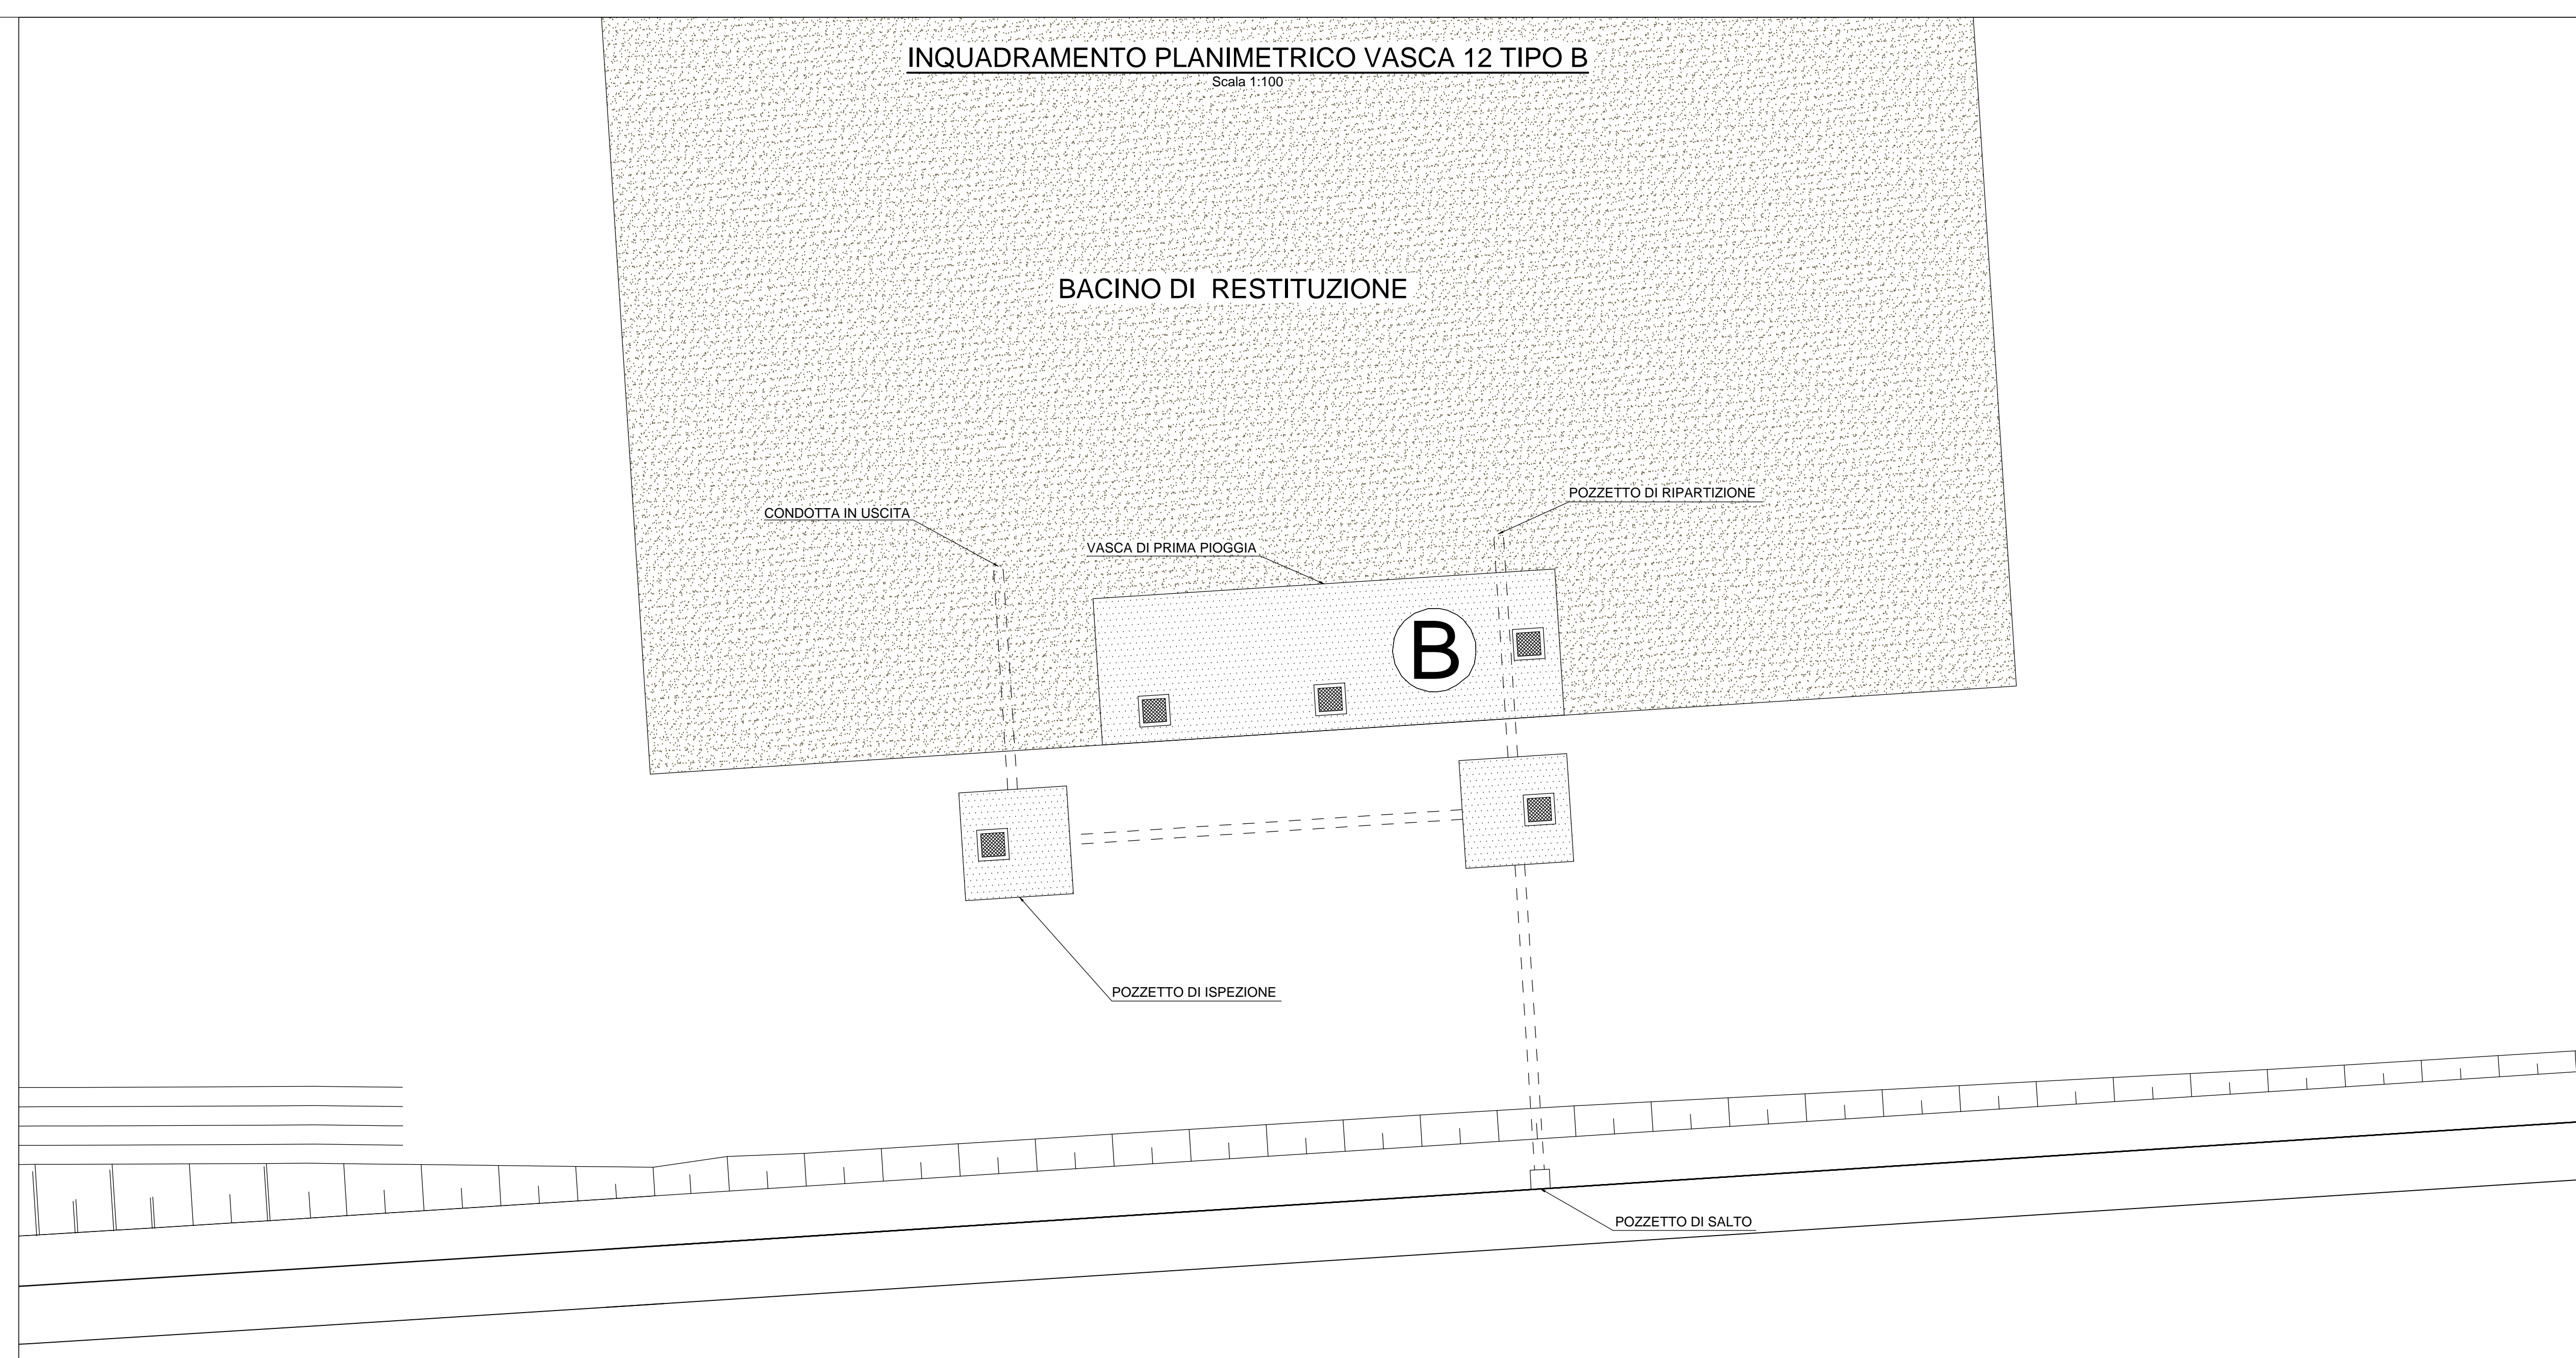 INQUADRAMENTO PLANIMETRICO VASCA 12 TIPO B
Scala 1:100
BACINO DI RESTITUZIONE
POZZETTO DI RIPARTIZIONE
CONDOTTA IN USCITA
VASCA DI PRIMA PIOGGIA
B
POZZETTO DI ISPEZIONE
POZZETTO DI SALTO